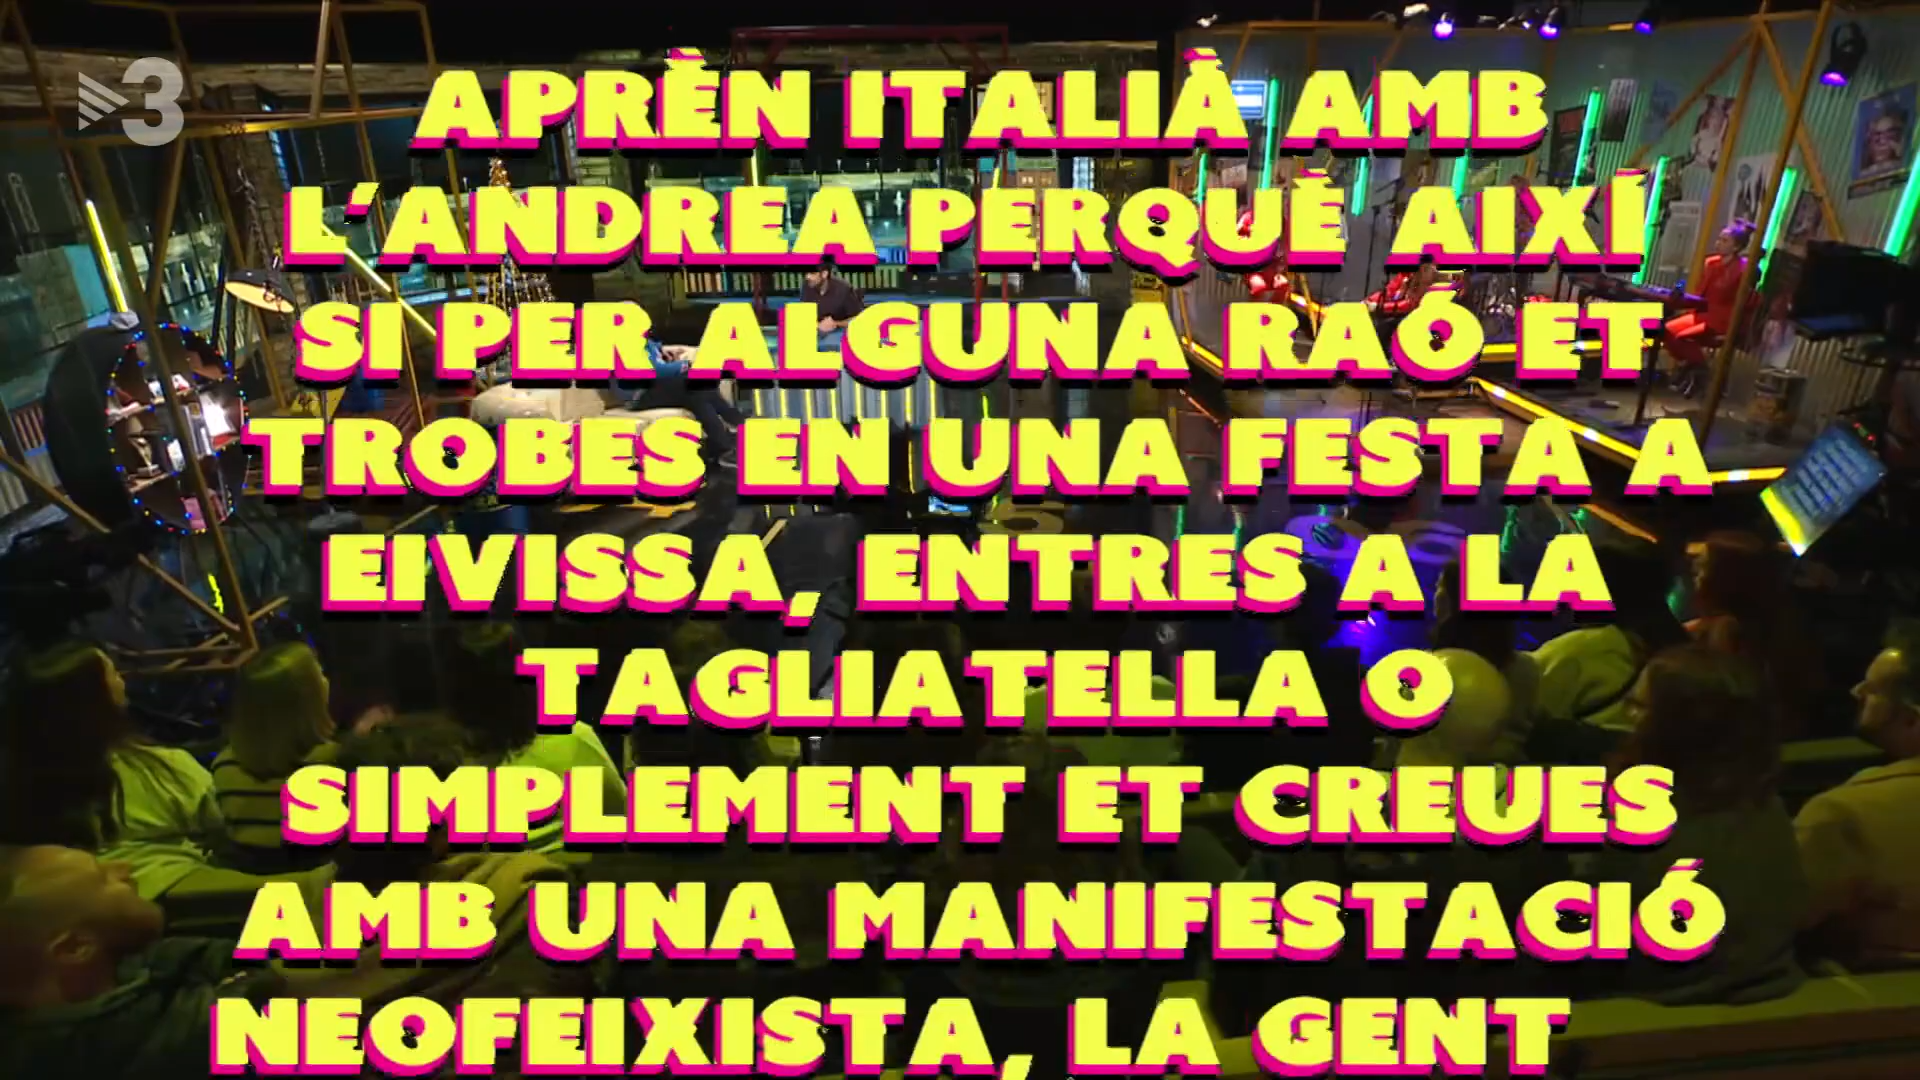 3
APRÈN ITALIÀ AMB
L'ANDREA PERQUÈ AIXÍ
SI PER ALGUNA RAÓ ET
TROBES EN UNA FESTA A
EIVISSA, ENTRES A LA
TAGLIATELLA O
SIMPLEMENT ET CREUES
AMB UNA MANIFESTACIÓ
NEOFEIXISTA, LA GENT